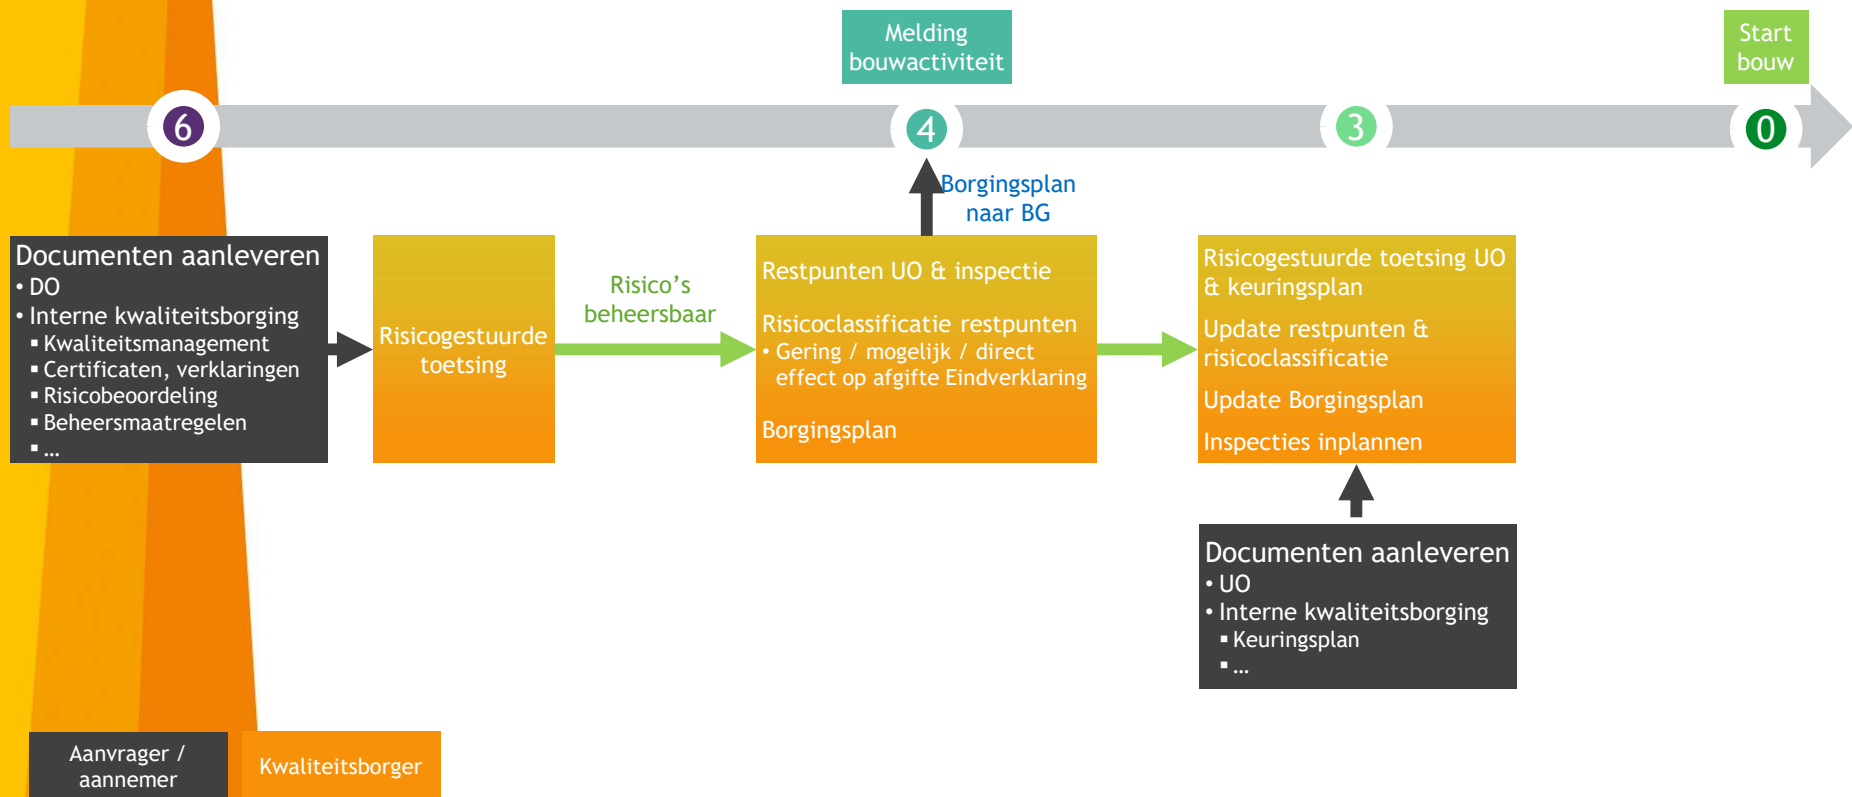 Melding
bouwactiviteit
Start
bouw
6
4
3
0
Borgingsplan
naar BG
Documenten aanleveren
• DO
• Interne kwaliteitsborging
▪ Kwaliteitsmanagement
▪ Certificaten, verklaringen
▪ Risicobeoordeling
▪ Beheersmaatregelen
▪ …
Risicogestuurde
toetsing
Risico’s
beheersbaar
Restpunten UO & inspectie
Risicoclassificatie restpunten
• Gering / mogelijk / direct
effect op afgifte Eindverklaring
Borgingsplan
Risicogestuurde toetsing UO
& keuringsplan
Update restpunten &
risicoclassificatie
Update Borgingsplan
Inspecties inplannen
Documenten aanleveren
• UO
• Interne kwaliteitsborging
▪ Keuringsplan
▪ …
Aanvrager /
aannemer
Kwaliteitsborger